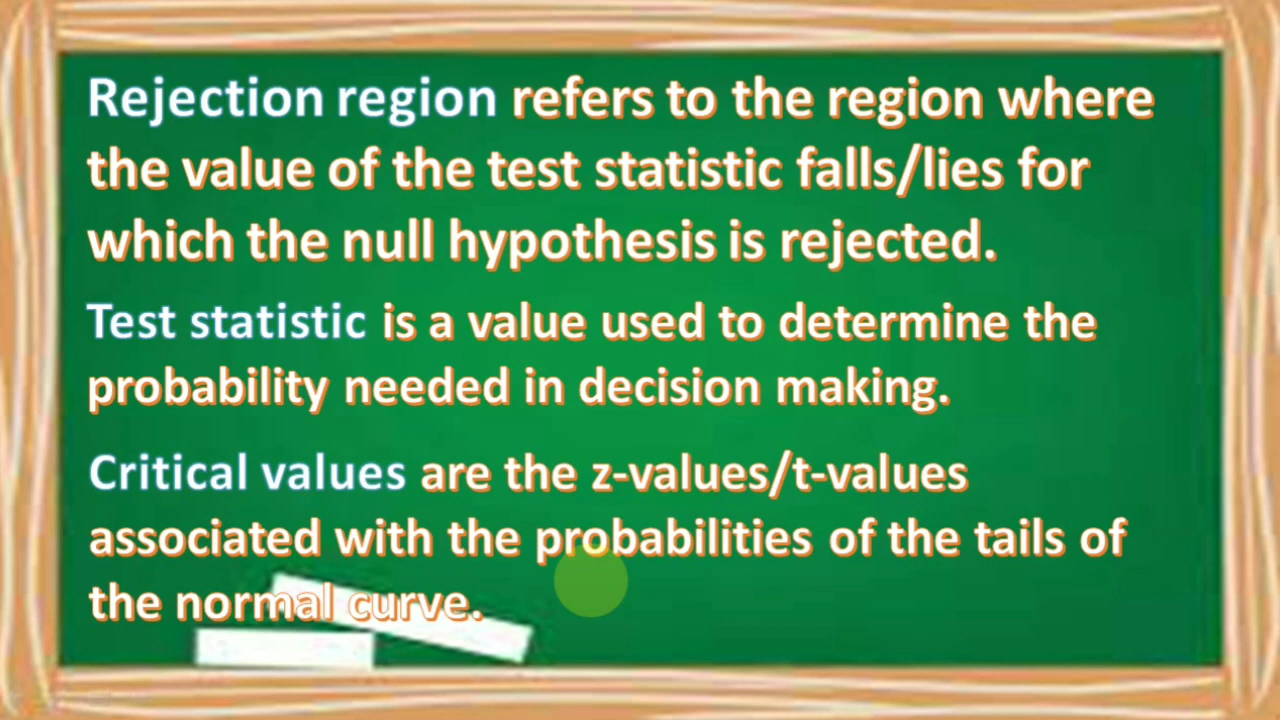 Rejection region refers to the region where
the value of the test statistic falls/lies for
which the null hypothesis is rejected.
Test statistic is a value used to determine the
probability needed in decision making.
Critical values are the z-values/t-values
associated with the probabilities of the tails of
the normal curve.